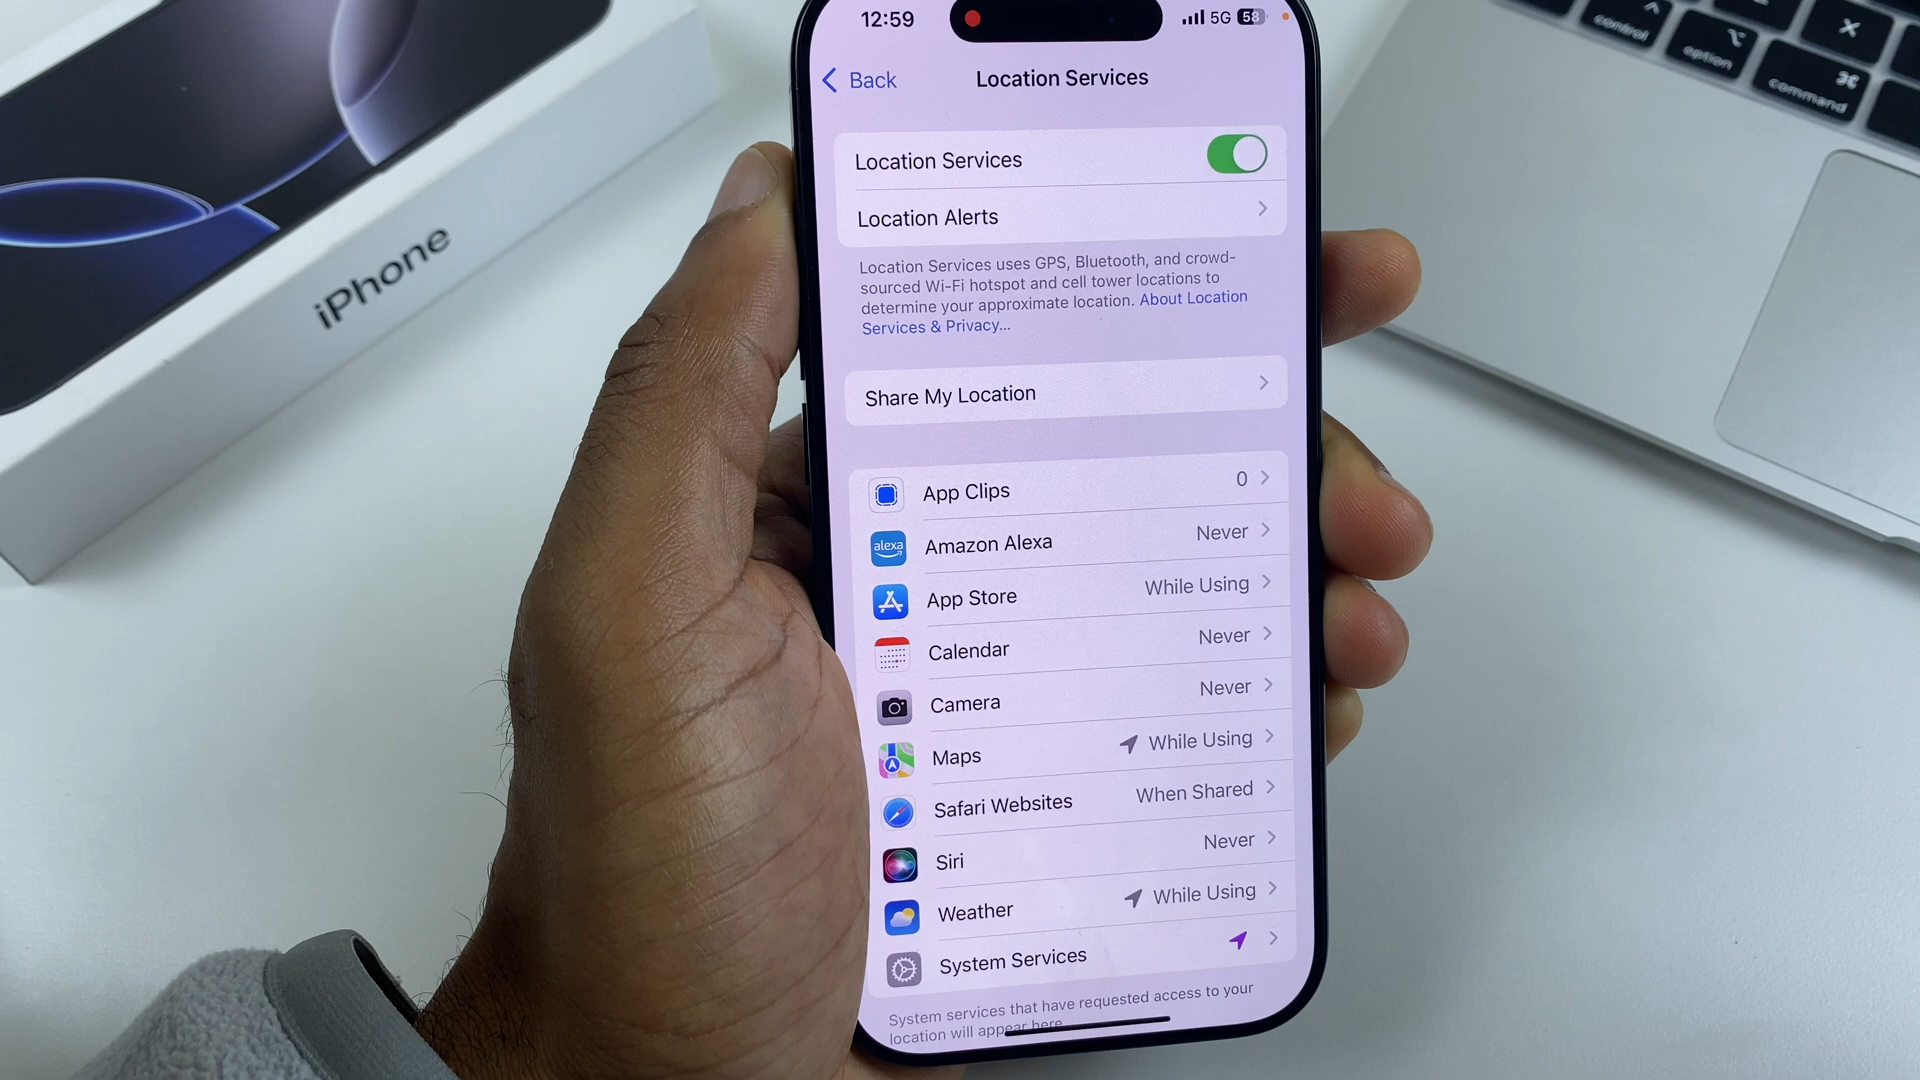 12:59
5G 58
Back
Location Services
Location Services
Location Alerts
Location Services uses GPS, Bluetooth, and crowd-
sourced Wi-Fi hotspot and cell tower locations to
determine your approximate location. About Location
Services & Privacy...
Share My Location
App Clips 0
alexa
Amazon Alexa Never
App Store While Using
Calendar Never
Camera Never
Maps While Using
Safari Websites When Shared
Siri Never
Weather While Using
System Services
System services that have requested access to your
location will appear here
iPhone
control
option
command
X